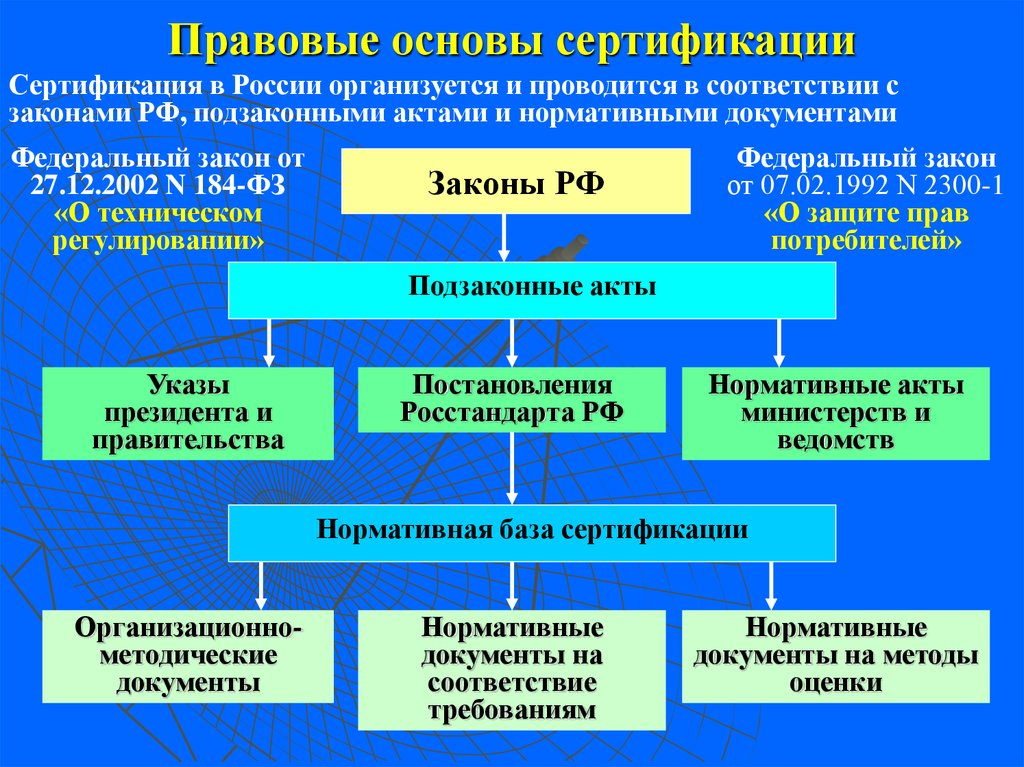 Правовые основы сертификации
Сертификация в России организуется и проводится в соответствии с
законами РФ, подзаконными актами и нормативными документами
Федеральный закон от
27.12.2002 N 184-ФЗ
«О техническом
регулировании»
Законы РФ
Федеральный закон
от 07.02.1992 N 2300-1
«О защите прав
потребителей»
Подзаконные акты
Указы
президента и
правительства
Постановления
Росстандарта РФ
Нормативные акты
министерств и
ведомств
Нормативная база сертификации
Организационно-
методические
документы
Нормативные
документы на
соответствие
требованиям
Нормативные
документы на методы
оценки